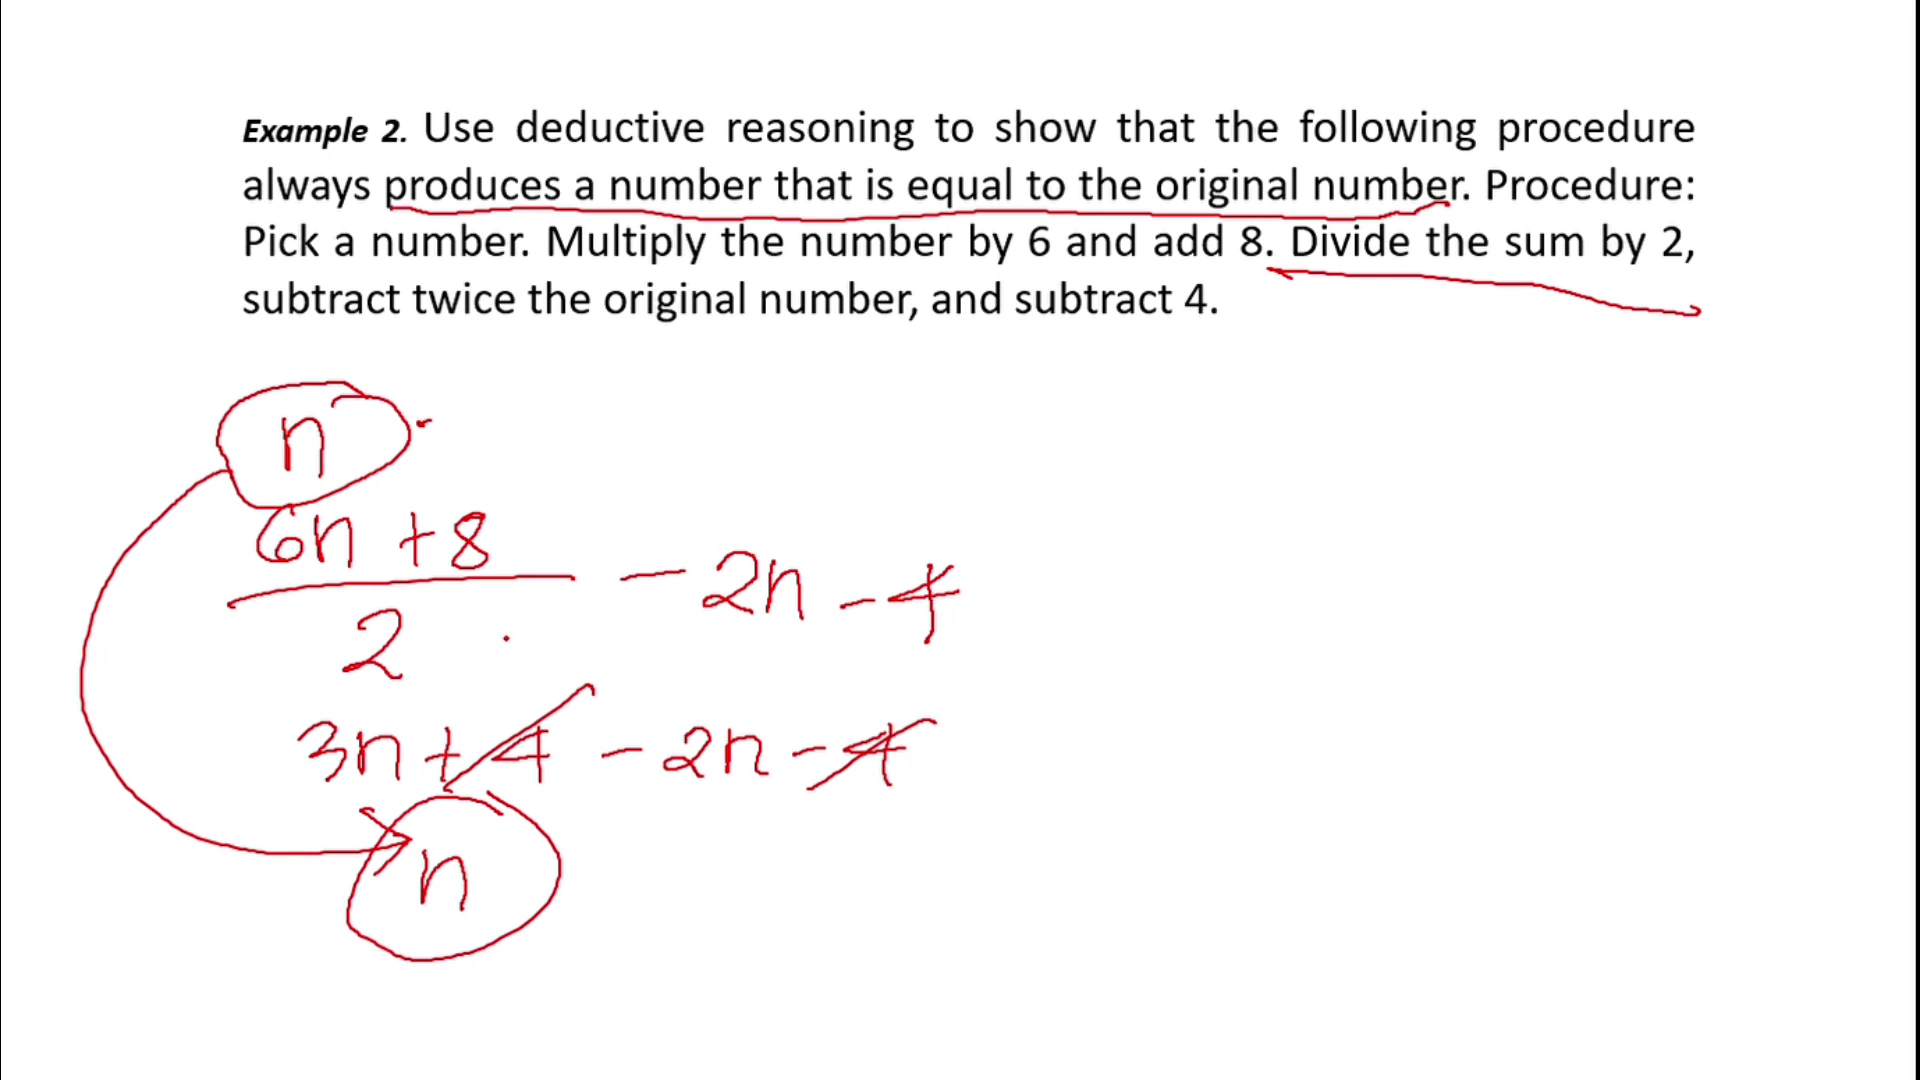 Example 2. Use deductive reasoning to show that the following procedure
always produces a number that is equal to the original number. Procedure:
Pick a number. Multiply the number by 6 and add 8. Divide the sum by 2,
subtract twice the original number, and subtract 4.
n
6n + 8
2
- 2n - 4
3n + 4 - 2n - 4
n